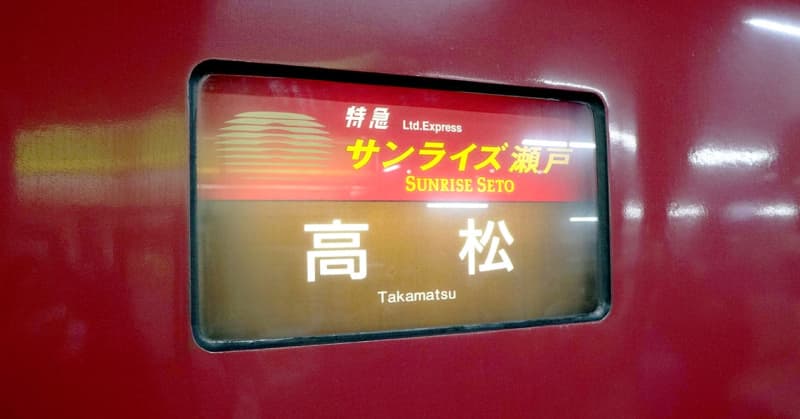 特急 Ltd.Express
サンライズ瀬戸
SUNRISE SETO
高松
Takamatsu